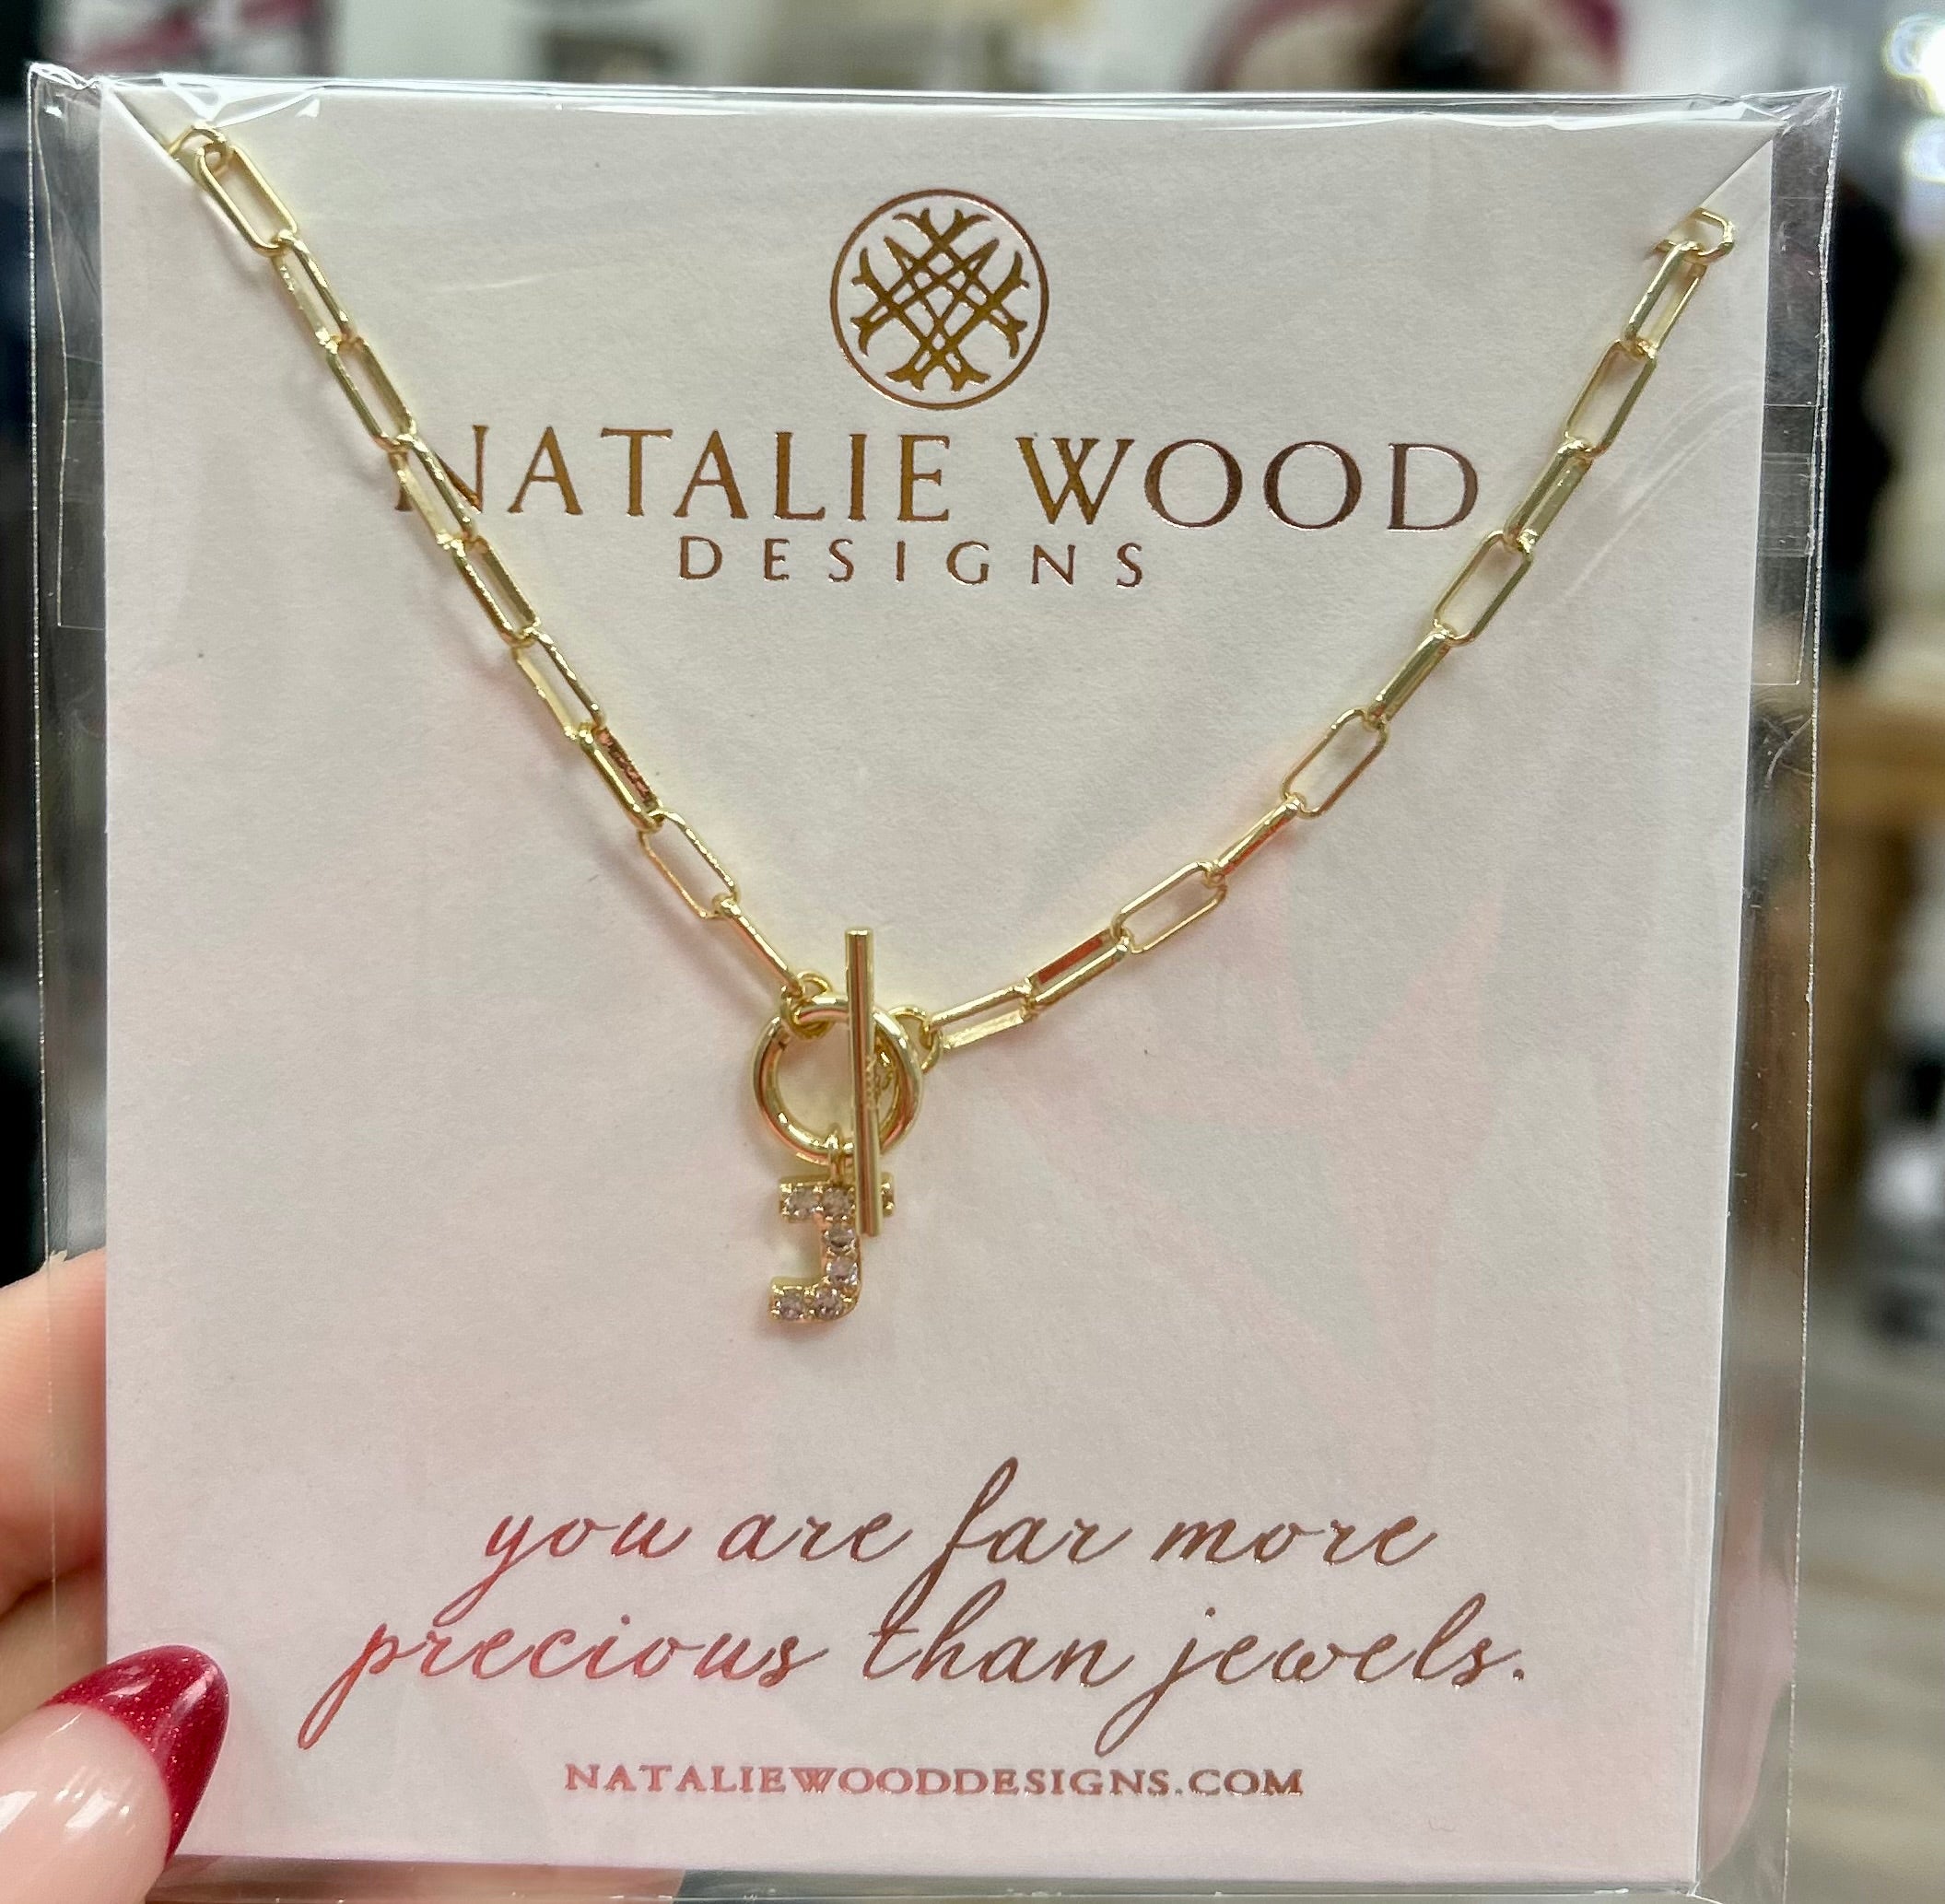 NATALIE WOOD
DESIGNS
J
you are far more
precious than jewels.
NATALIEWOODDESIGNS.COM